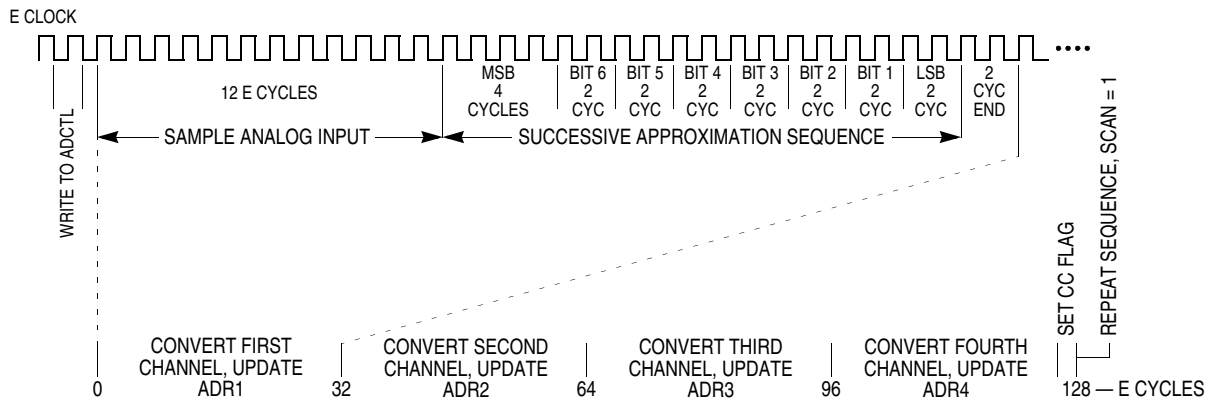 E CLOCK
12 E CYCLES
MSB
4
CYCLES
BIT 6
2
CYC
BIT 5
2
CYC
BIT 4
2
CYC
BIT 3
2
CYC
BIT 2
2
CYC
BIT 1
2
CYC
LSB
2
CYC
2
CYC
END
SAMPLE ANALOG INPUT
SUCCESSIVE APPROXIMATION SEQUENCE
WRITE TO ADCTL
SET CC FLAG
REPEAT SEQUENCE, SCAN = 1
CONVERT FIRST
CHANNEL, UPDATE
ADR1
CONVERT SECOND
CHANNEL, UPDATE
ADR2
CONVERT THIRD
CHANNEL, UPDATE
ADR3
CONVERT FOURTH
CHANNEL, UPDATE
ADR4
0
32
64
96
128 — E CYCLES